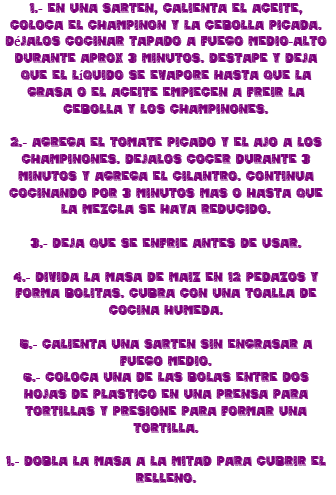 1.- EN UNA SARTEN, CALIENTA EL ACEITE,
COLOCA EL CHAMPINON Y LA CEBOLLA PICADA.
DéJALOS COCINAR TAPADO A FUEGO MEDIO-ALTO
DURANTE APROX 3 MINUTOS. DESTAPE Y DEJA
QUE EL LíQUIDO SE EVAPORE HASTA QUE LA
GRASA O EL ACEITE EMPIECEN A FREIR LA
CEBOLLA Y LOS CHAMPINONES.
2.- AGREGA EL TOMATE PICADO Y EL AJO A LOS
CHAMPINONES. DEJALOS COCER DURANTE 3
MINUTOS Y AGREGA EL CILANTRO. CONTINUA
COCINANDO POR 3 MINUTOS MAS O HASTA QUE
LA MEZCLA SE HAYA REDUCIDO.
3.- DEJA QUE SE ENFRIE ANTES DE USAR.
4.- DIVIDA LA MASA DE MAIZ EN 12 PEDAZOS Y
FORMA BOLITAS. CUBRA CON UNA TOALLA DE
COCINA HUMEDA.
5.- CALIENTA UNA SARTEN SIN ENGRASAR A
FUEGO MEDIO.
6.- COLOCA UNA DE LAS BOLAS ENTRE DOS
HOJAS DE PLASTICO EN UNA PRENSA PARA
TORTILLAS Y PRESIONE PARA FORMAR UNA
TORTILLA.
1.- DOBLA LA MASA A LA MITAD PARA CUBRIR EL
RELLENO.